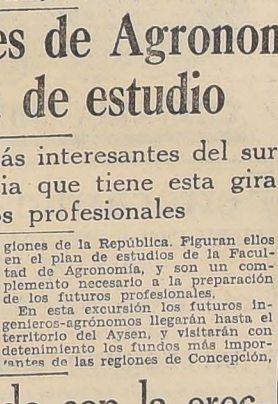 es de Agronom
de estudio
ás interesantes del sur
ia que tiene esta gira
s profesionales
giones de la República. Figuran ellos
en el plan de estudios de la Facul-
tad de Agronomía, y son un com-
plemento necesario a la preparación
de los futuros profesionales,
En esta excursión los futuros in-
genieros-agrónomos llegarán hasta el
territorio del Aysen, y visitarán con
detenimiento los fundos más impor-
tantes de las regiones de Concepción,